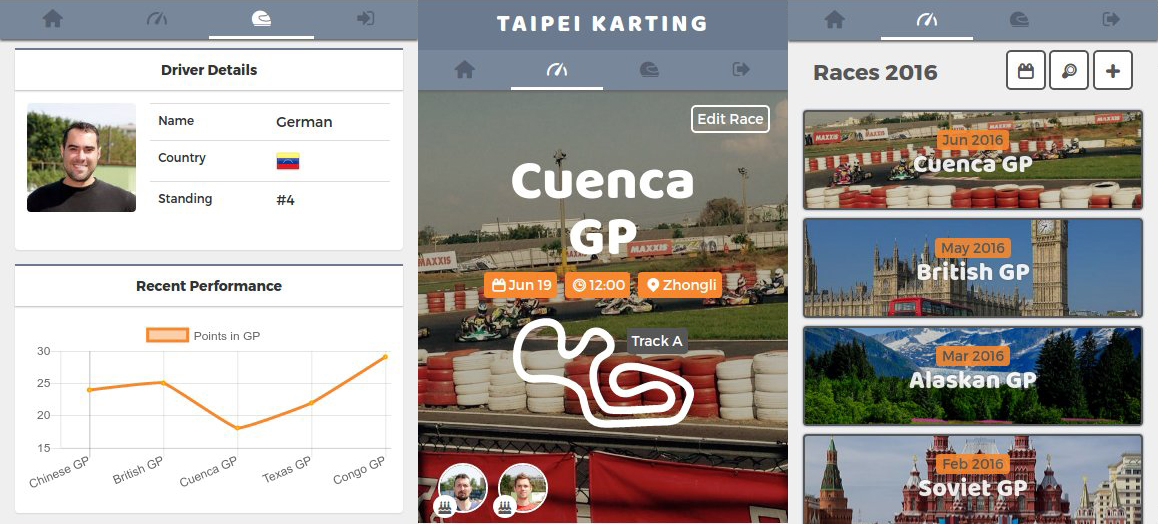 Driver Details
Name German
Country
Standing #4
Recent Performance
Points in GP
30
25
20
15
Chinese GP
British GP
Cuenca GP
Texas GP
Congo GP
TAIPEI KARTING
Edit Race
Cuenca
GP
MAXXIS
MAXXIS
Jun 19
12:00
Zhongli
Track A
Races 2016
MAXXIS
MAXXIS
Jun 2016
Cuenca GP
May 2016
British GP
Mar 2016
Alaskan GP
Feb 2016
Soviet GP